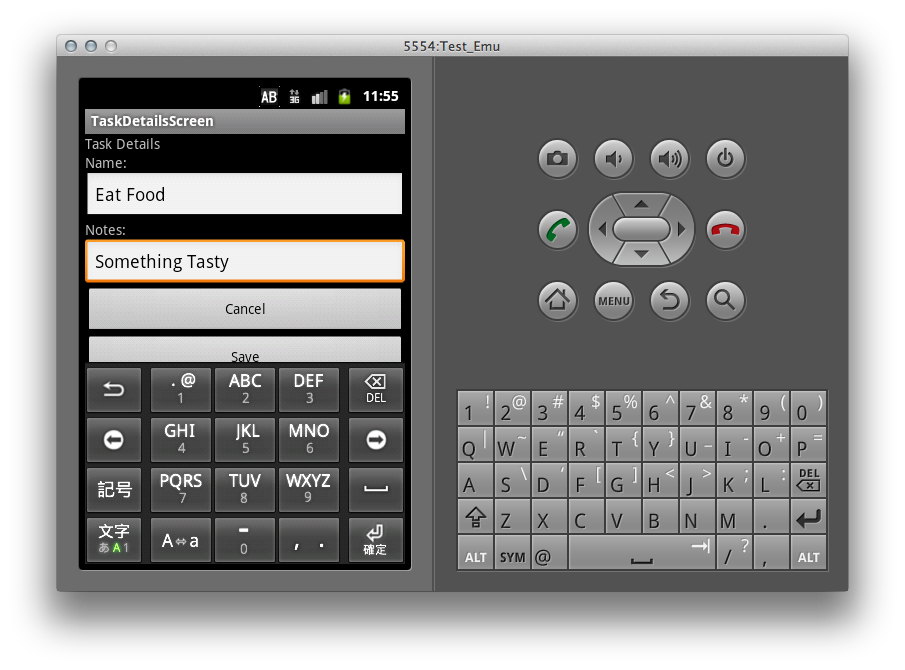 5554:Test_Emu
AB 3G 11:55
TaskDetailsScreen
Task Details
Name:
Eat Food
Notes:
Something Tasty
Cancel
Save
. @ ABC DEF
1 2 3 DEL
GHI JKL MNO
4 5 6
記号 PQRS TUV WXYZ
7 8 9
文字 A⇔a - , .
あA1 0 確定
MENU
1 ! 2 @ 3 # 4 $ 5 % 6 ^ 7 & 8 * 9 ( 0 )
Q | W ~ E “ R ` T { Y } U _ I - O + P =
A S \ D ‘ F [ G ] H < J > K ; L : DEL
Z X C V B N M .
ALT SYM @ / ? , ALT